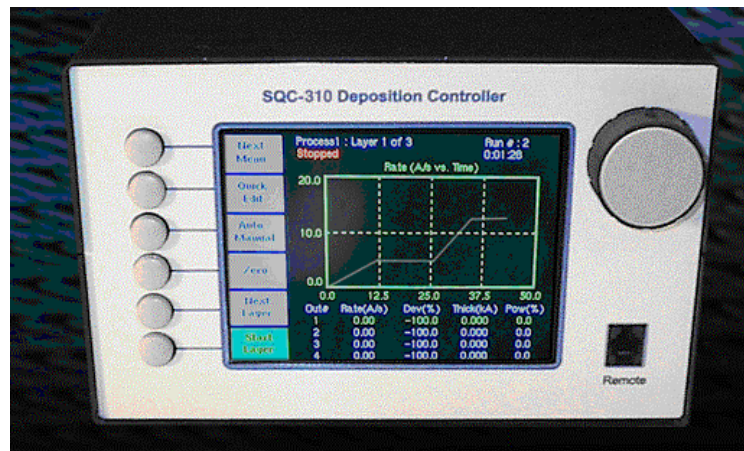 SQC-310 Deposition Controller
Next
Menu
Quick
Edit
Auto
Manual
Zero
Next
Layer
Start
Layer
Process1 : Layer 1 of 3 Run # : 2
Stopped 0:01:26
Rate (A/s vs. Time)
20.0
10.0
0.0
0.0 12.5 25.0 37.5 50.0
Out# Rate(A/s) Dev(%) Thick(kA) Pow(%)
1 0.00 -100.0 0.000 0.0
2 0.00 -100.0 0.000 0.0
3 0.00 -100.0 0.000 0.0
4 0.00 -100.0 0.000 0.0
Remote